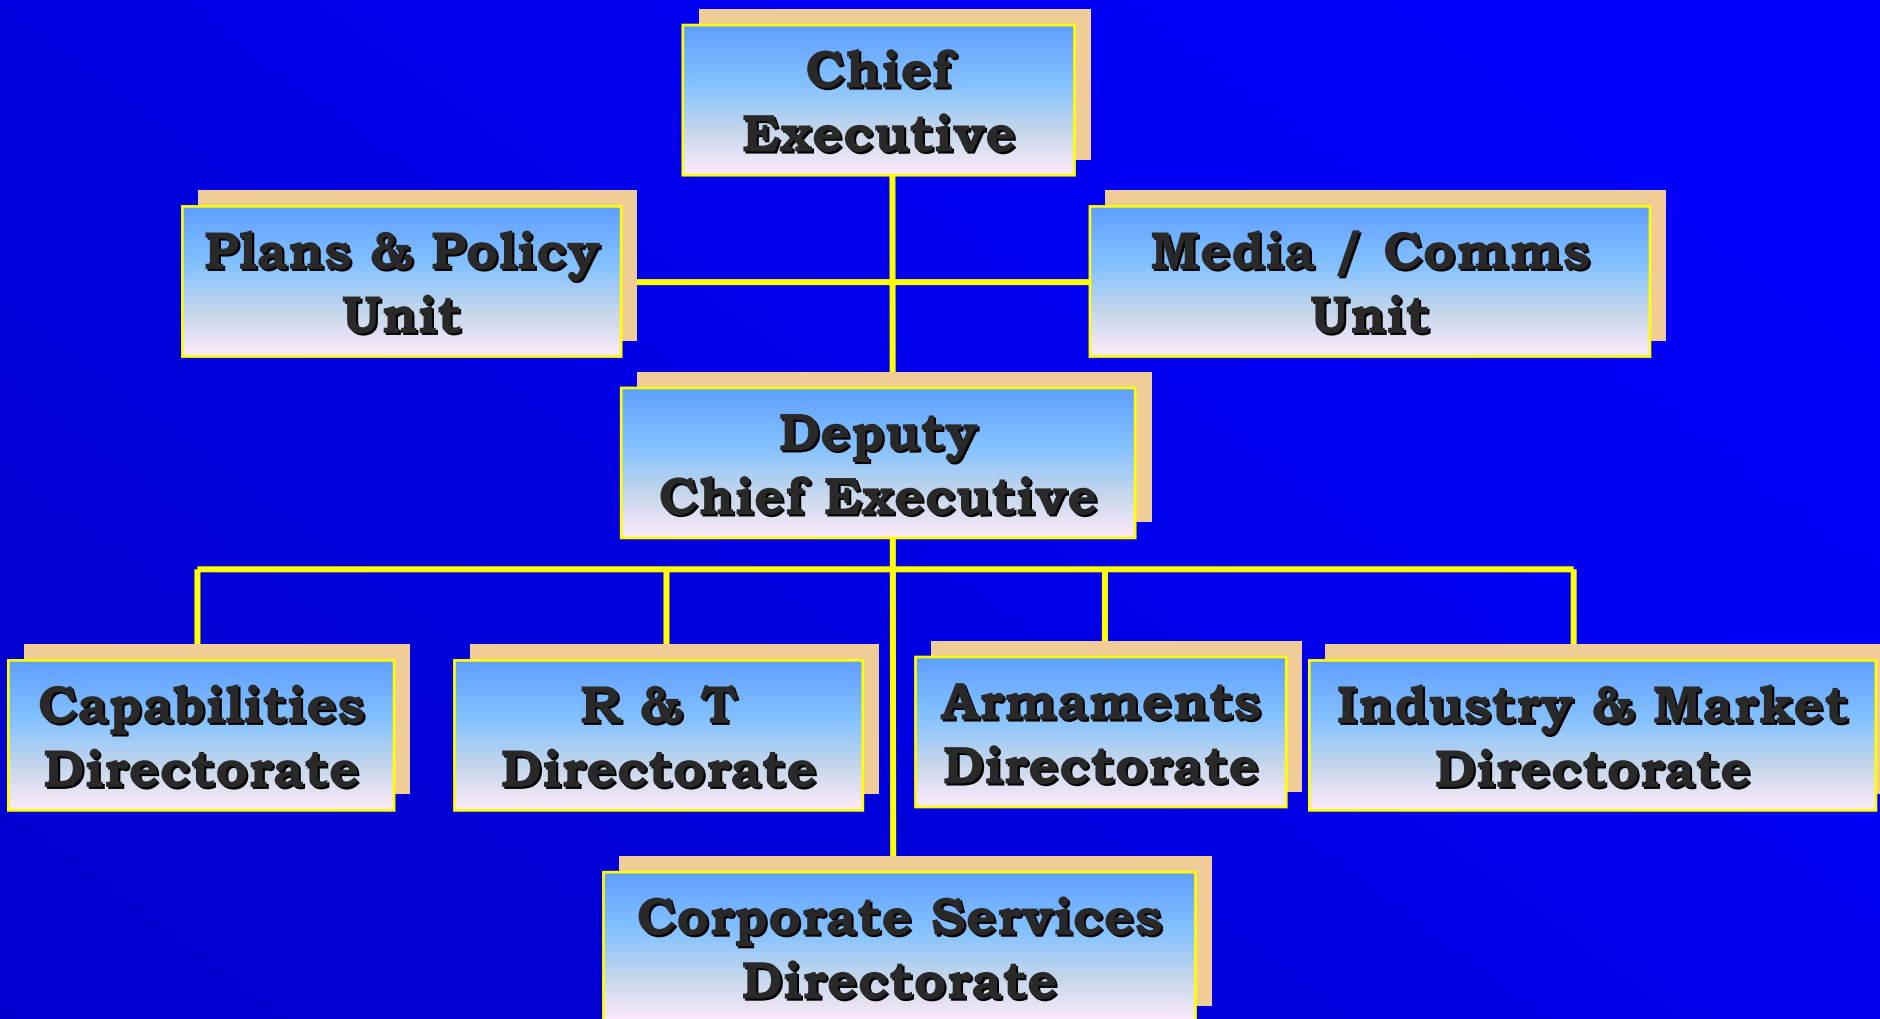 Chief
Executive
Plans & Policy
Unit
Media / Comms
Unit
Deputy
Chief Executive
Capabilities
Directorate
R & T
Directorate
Armaments
Directorate
Industry & Market
Directorate
Corporate Services
Directorate